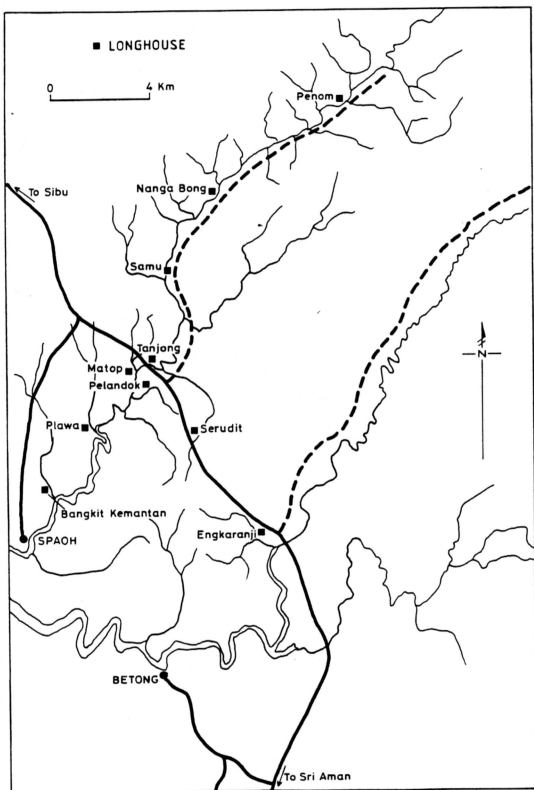 ■ LONGHOUSE
0 4 Km
Penom
Nanga Bong
To Sibu
Samu
N
Tanjong
Matop
Pelandok
Plawa
Serudit
Bangkit Kemantan
Engkaranji
SPAOH
BETONG
To Sri Aman